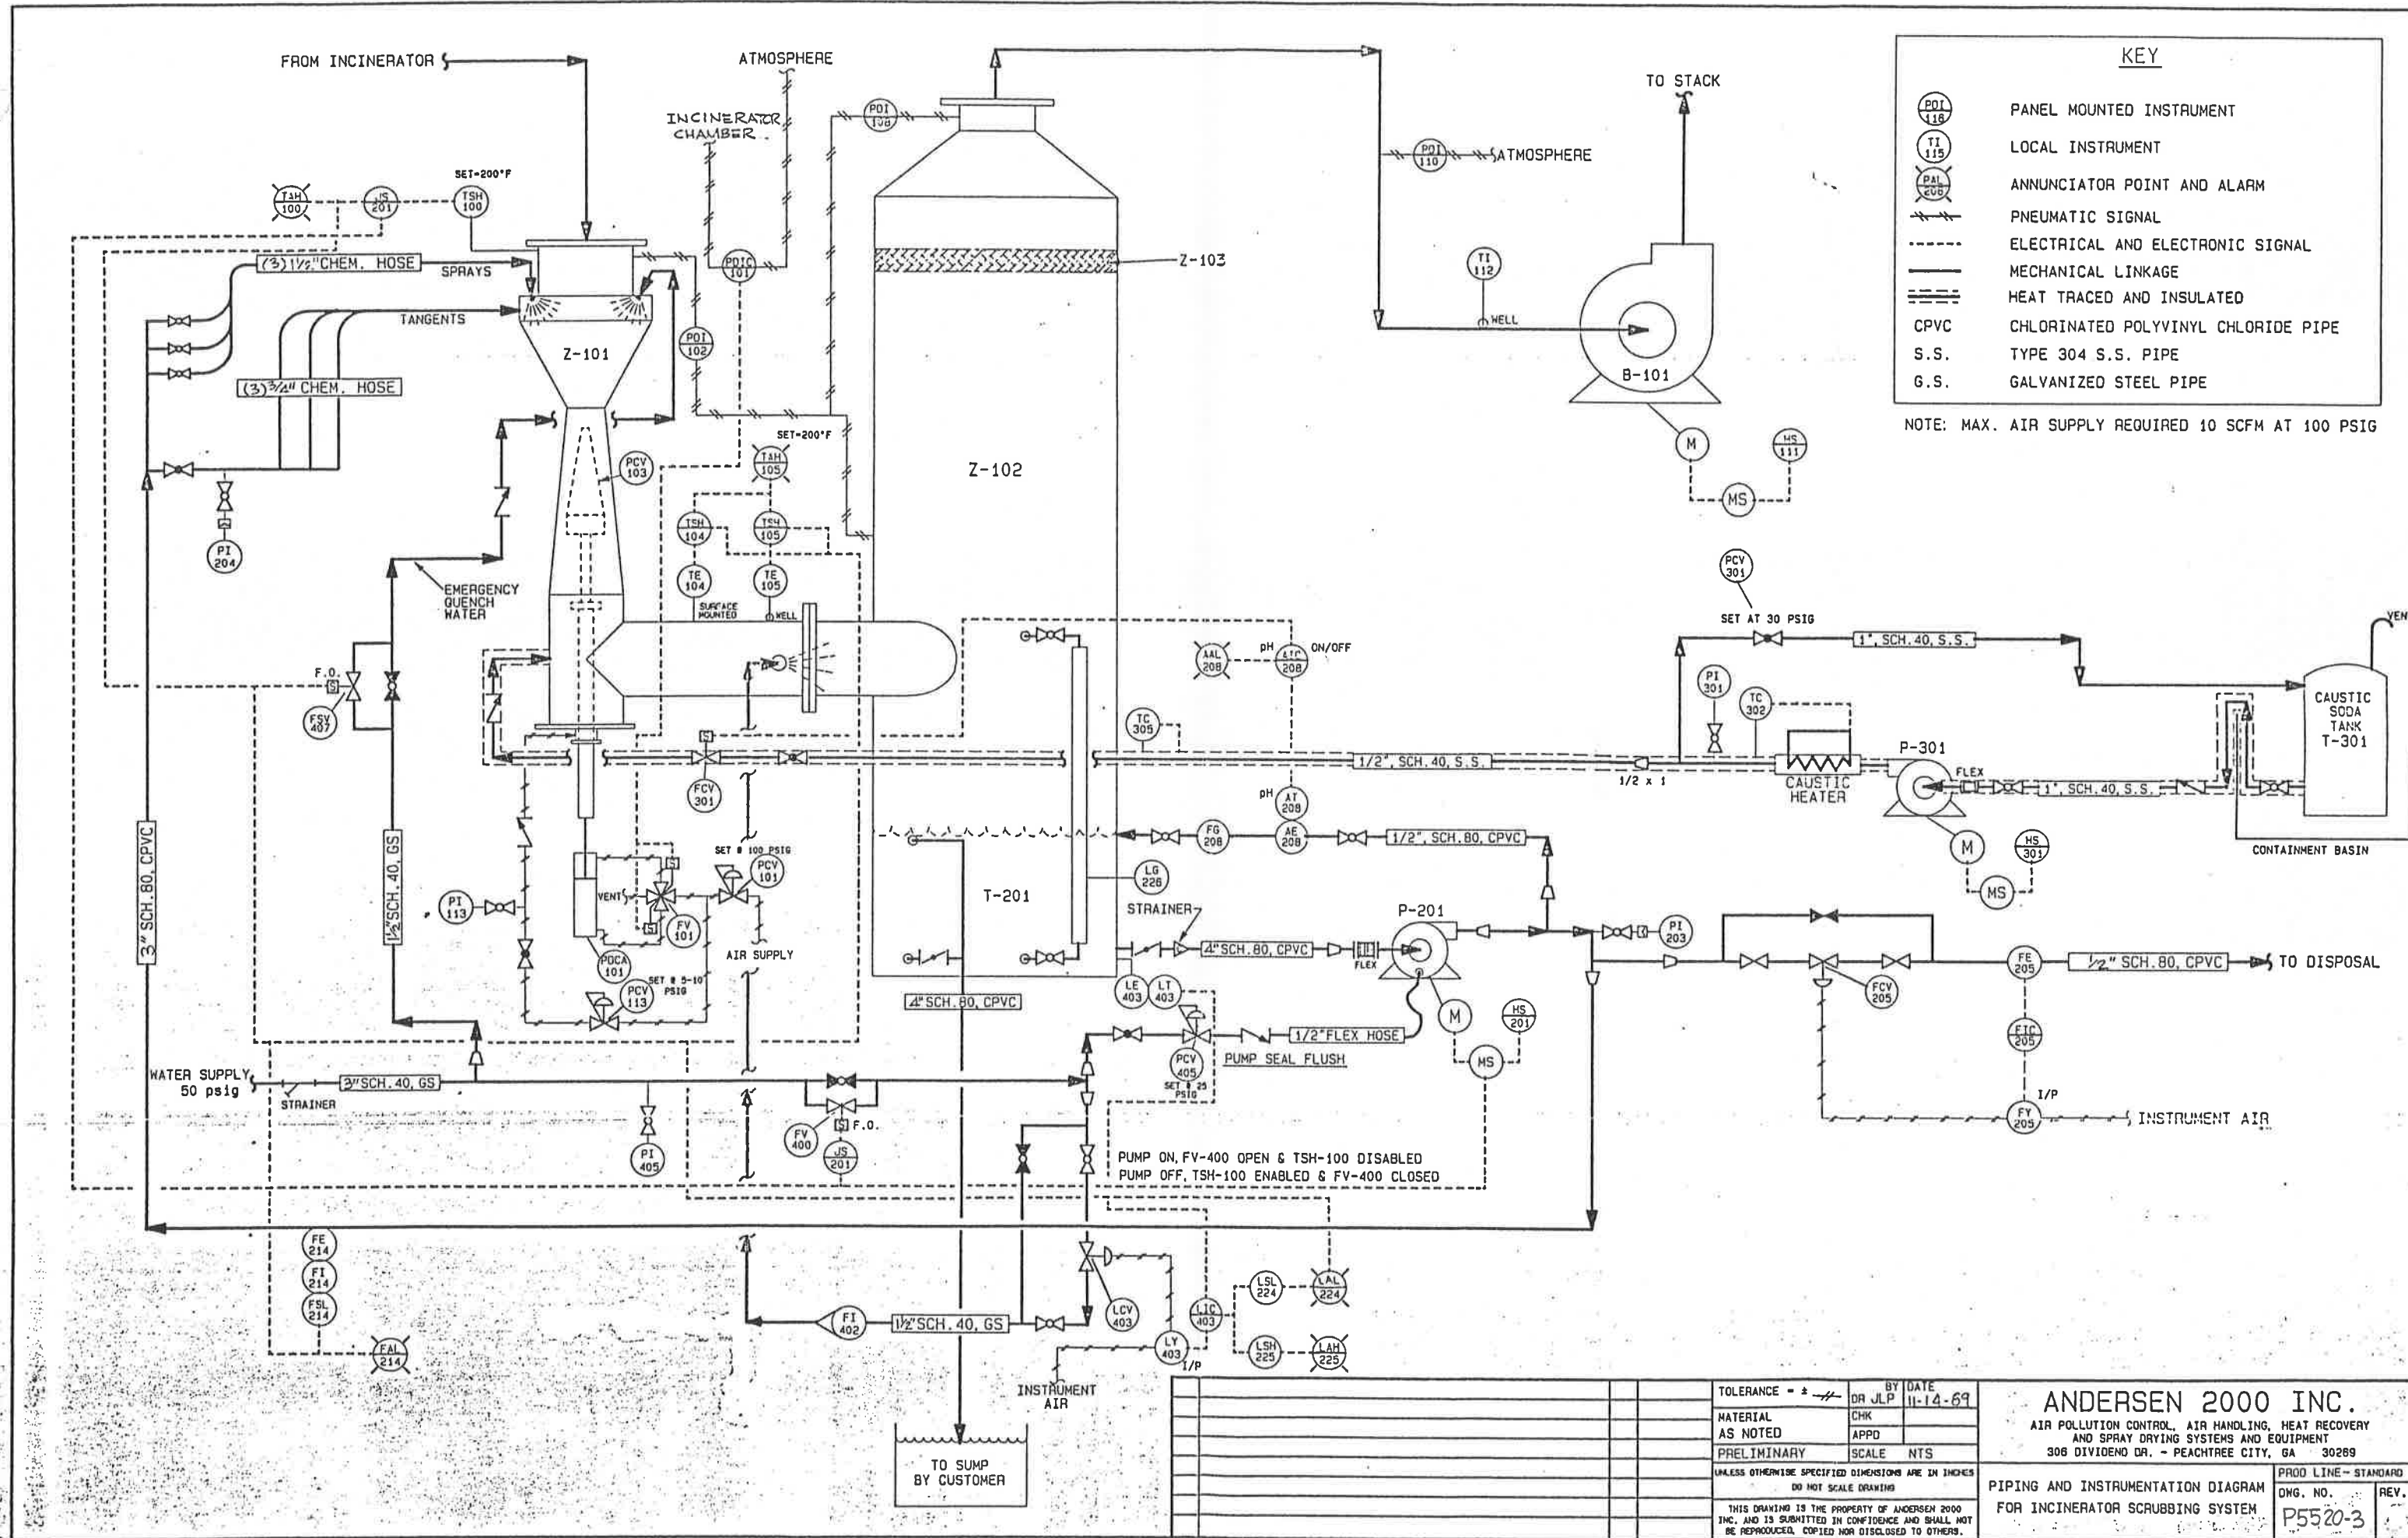 FROM INCINERATOR
ATMOSPHERE
INCINERATOR
CHAMBER
PDI
108
SET=200°F
TAH
100
JS
201
TSH
100
(3) 1½" CHEM. HOSE
SPRAYS
TANGENTS
(3) ¾" CHEM. HOSE
Z-101
PDIC
101
PDI
102
PCV
103
PI
204
EMERGENCY
QUENCH
WATER
F.O.
S
FSV
407
SET=200°F
TAH
105
TSH
104
TSH
105
TE
104
TE
105
SURFACE
MOUNTED
WELL
Z-103
Z-102
PDI
110
ATMOSPHERE
TO STACK
TI
112
WELL
B-101
M
MS
HS
111
KEY
PDI
116
PANEL MOUNTED INSTRUMENT
TI
115
LOCAL INSTRUMENT
PAL
206
ANNUNCIATOR POINT AND ALARM
PNEUMATIC SIGNAL
ELECTRICAL AND ELECTRONIC SIGNAL
MECHANICAL LINKAGE
HEAT TRACED AND INSULATED
CPVC CHLORINATED POLYVINYL CHLORIDE PIPE
S.S. TYPE 304 S.S. PIPE
G.S. GALVANIZED STEEL PIPE
NOTE: MAX. AIR SUPPLY REQUIRED 10 SCFM AT 100 PSIG
AAL
208
pH
AIC
208
ON/OFF
TC
305
1/2", SCH.40, S.S.
1/2 x 1
PCV
301
SET AT 30 PSIG
1", SCH.40, S.S.
PI
301
TC
302
CAUSTIC
HEATER
P-301
FLEX
1", SCH.40, S.S.
VEN
CAUSTIC
SODA
TANK
T-301
CONTAINMENT BASIN
M
MS
HS
301
S
FCV
301
pH
AT
208
AE
208
FG
208
1/2", SCH.80, CPVC
LG
226
T-201
STRAINER
4" SCH.80, CPVC
FLEX
P-201
LE
403
LT
403
M
MS
HS
201
PI
203
FCV
205
FE
205
1/2" SCH.80, CPVC
TO DISPOSAL
FIC
205
I/P
FY
205
INSTRUMENT AIR
3" SCH.80, CPVC
1½" SCH.40, GS
PI
113
SET @ 100 PSIG
PCV
101
VENT
S
S
FV
101
AIR SUPPLY
PDCA
101
PCV
113
SET @ 5-10
PSIG
4" SCH.80, CPVC
PCV
405
SET @ 25
PSIG
1/2" FLEX HOSE
PUMP SEAL FLUSH
WATER SUPPLY
50 psig
STRAINER
3" SCH.40, GS
PI
405
FV
400
S
F.O.
JS
201
PUMP ON, FV-400 OPEN & TSH-100 DISABLED
PUMP OFF, TSH-100 ENABLED & FV-400 CLOSED
FE
214
FI
214
FSL
214
FAL
214
FI
402
1½" SCH.40, GS
LCV
403
LY
403
I/P
LIC
403
LSL
224
LAL
224
LSH
225
LAH
225
INSTRUMENT
AIR
TO SUMP
BY CUSTOMER
TOLERANCE = ±
BY
DATE
DR JLP
11-14-89
MATERIAL
AS NOTED
CHK
APPD
PRELIMINARY
SCALE NTS
UNLESS OTHERWISE SPECIFIED DIMENSIONS ARE IN INCHES
DO NOT SCALE DRAWING
THIS DRAWING IS THE PROPERTY OF ANDERSEN 2000
INC. AND IS SUBMITTED IN CONFIDENCE AND SHALL NOT
BE REPRODUCED, COPIED NOR DISCLOSED TO OTHERS.
ANDERSEN 2000 INC.
AIR POLLUTION CONTROL, AIR HANDLING, HEAT RECOVERY
AND SPRAY DRYING SYSTEMS AND EQUIPMENT
306 DIVIDEND DR. - PEACHTREE CITY, GA 30269
PIPING AND INSTRUMENTATION DIAGRAM
FOR INCINERATOR SCRUBBING SYSTEM
PROD LINE- STANDARD
DWG. NO.
P5520-3
REV.